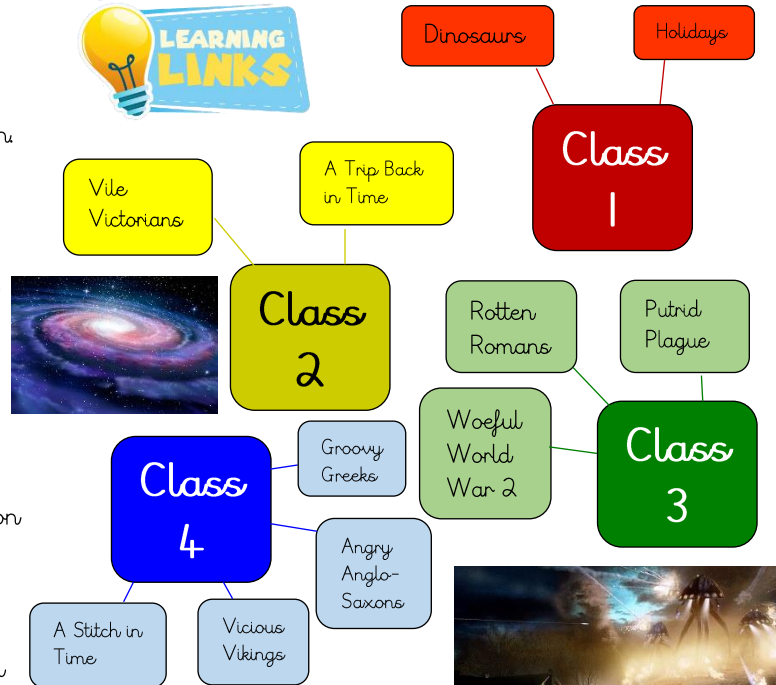 LEARNING
LINKS
Dinosaurs
Holidays
n.
Class
1
Vile
Victorians
A Trip Back
in Time
Class
2
Rotten
Romans
Putrid
Plague
Woeful
World
War 2
Class
3
Groovy
Greeks
Class
4
on
Angry
Anglo-
Saxons
A Stitch in
Time
Vicious
Vikings